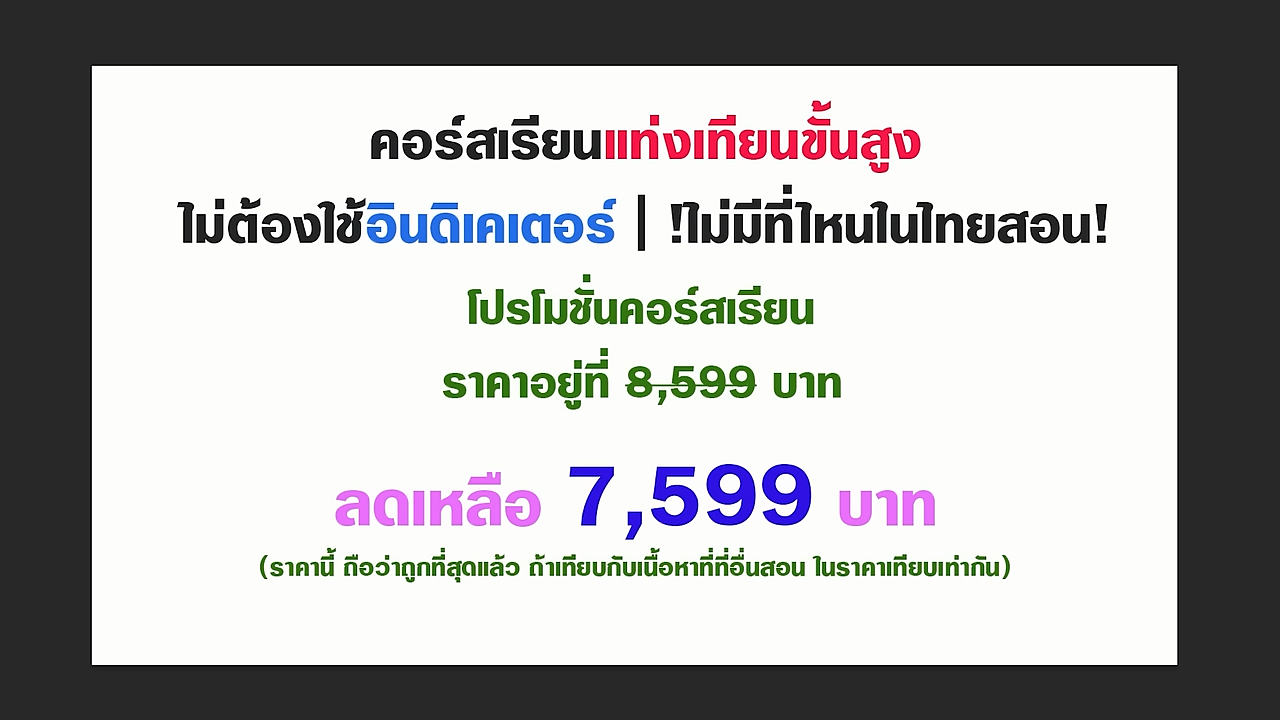 คอร์สเรียนแท่งเทียนขั้นสูง
ไม่ต้องใช้อินดิเคเตอร์ | !ไม่มีที่ไหนในไทยสอน!
โปรโมชั่นคอร์สเรียน
ราคาอยู่ที่ 8,599 บาท
ลดเหลือ 7,599 บาท
(ราคานี้ ถือว่าถูกที่สุดแล้ว ถ้าเทียบกับเนื้อหาที่ที่อื่นสอน ในราคาเทียบเท่ากัน)